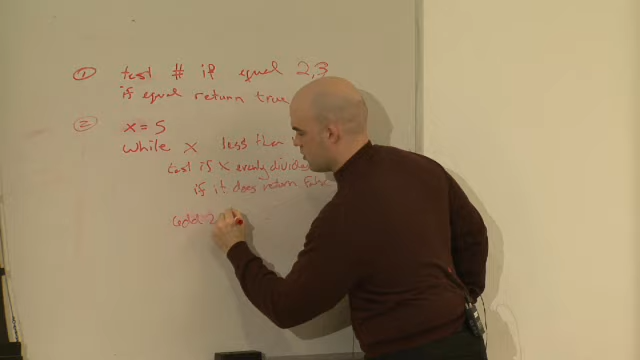 ① test # if equal 2,3
if equal return true
② x = 5
while x less than
test if x evenly divides
if it does return False
add 2